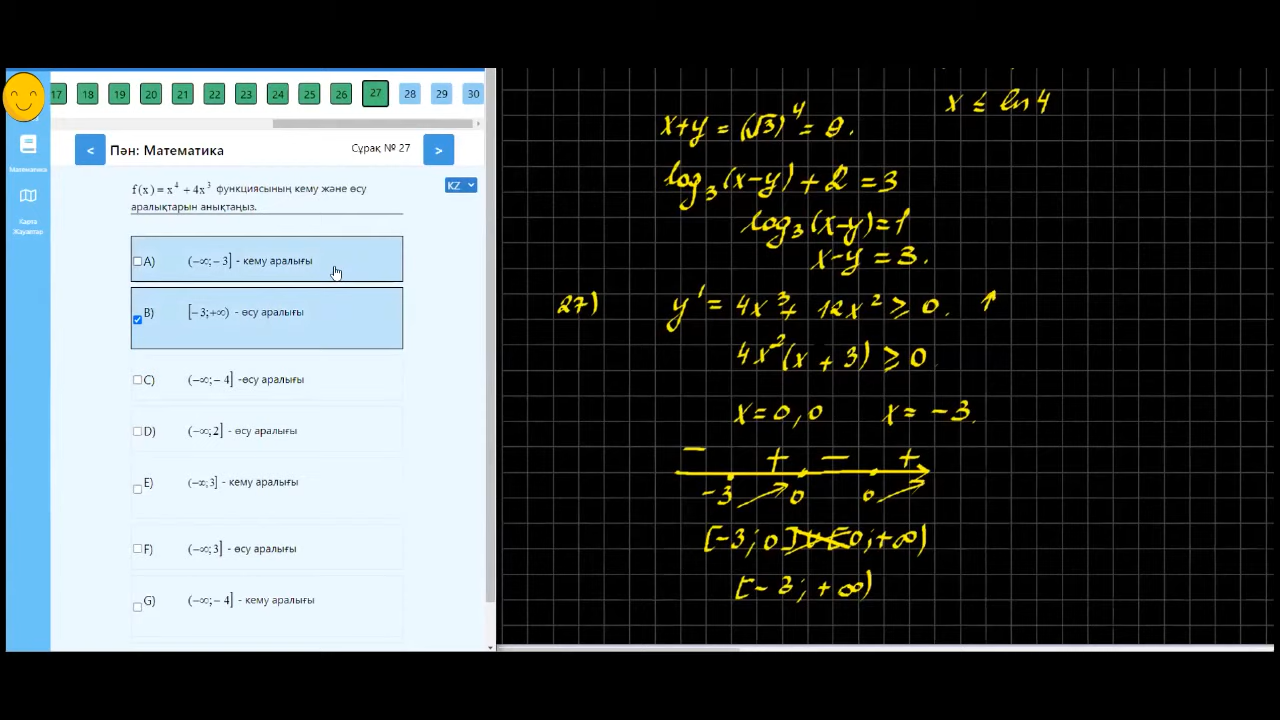 17 18 19 20 21 22 23 24 25 26 27 28 29 30
< Пән: Математика Сұрақ № 27 >
Математика
Карта
f(x) = x⁴ + 4x³ функциясының кему және өсу
аралықтарын анықтаңыз.
KZ
A) (−∞;−3] - кему аралығы
B) [−3;+∞) - өсу аралығы
C) (−∞;−4] -өсу аралығы
D) (−∞;2] - өсу аралығы
E) (−∞;3] - кему аралығы
F) (−∞;3] - өсу аралығы
G) (−∞;−4] - кему аралығы
x ≤ ln 4
x+y = (√3)⁴ = 9.
log₃(x−y) + 2 = 3
log₃(x−y) = 1
x−y = 3.
27) y' = 4x³ + 12x² ≥ 0. ↑
4x²(x + 3) ≥ 0
x = 0, 0 x = −3.
− + − +
−3 0 0
[−3; 0] ∪ [0; +∞)
[−3; +∞)